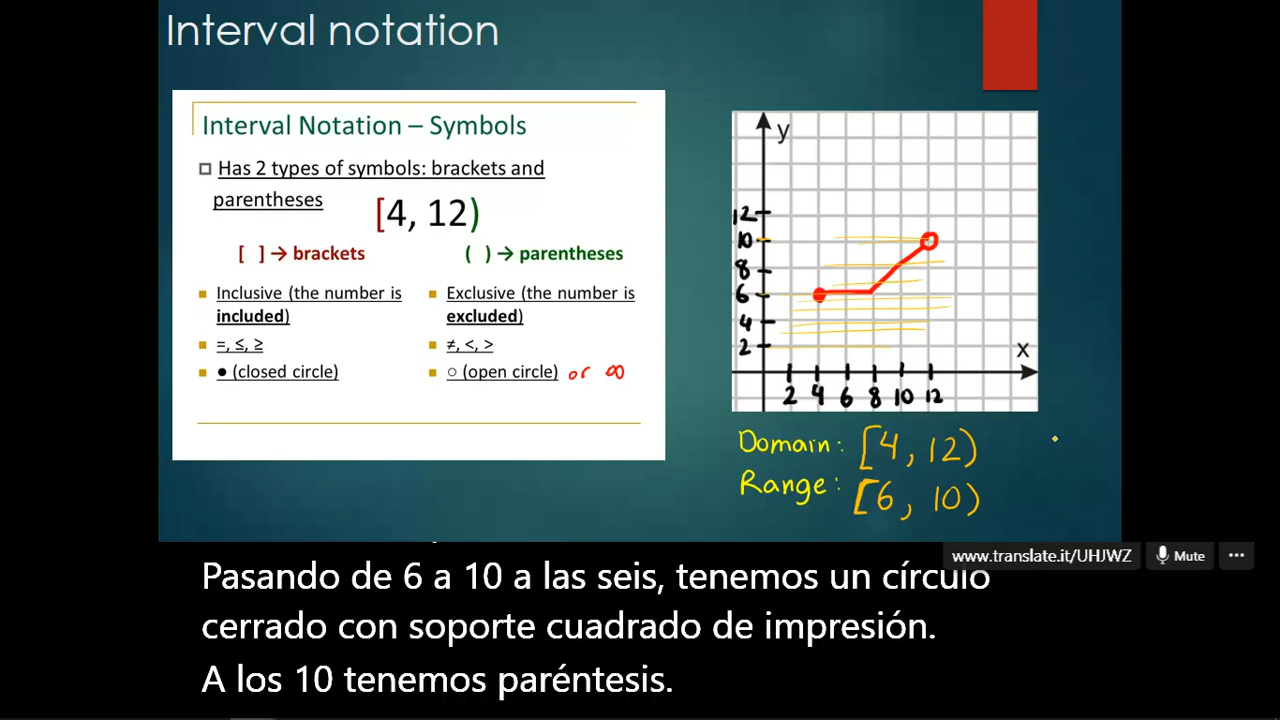 Interval notation
Interval Notation – Symbols
Has 2 types of symbols: brackets and
parentheses
[4, 12)
[ ] → brackets
Inclusive (the number is
included)
=, ≤, ≥
● (closed circle)
( ) → parentheses
Exclusive (the number is
excluded)
≠, <, >
○ (open circle) or ∞
y
12
10
8
6
4
2
x
2 4 6 8 10 12
Domain: [4, 12)
Range: [6, 10)
www.translate.it/UHJWZ Mute ···
Pasando de 6 a 10 a las seis, tenemos un círculo
cerrado con soporte cuadrado de impresión.
A los 10 tenemos paréntesis.